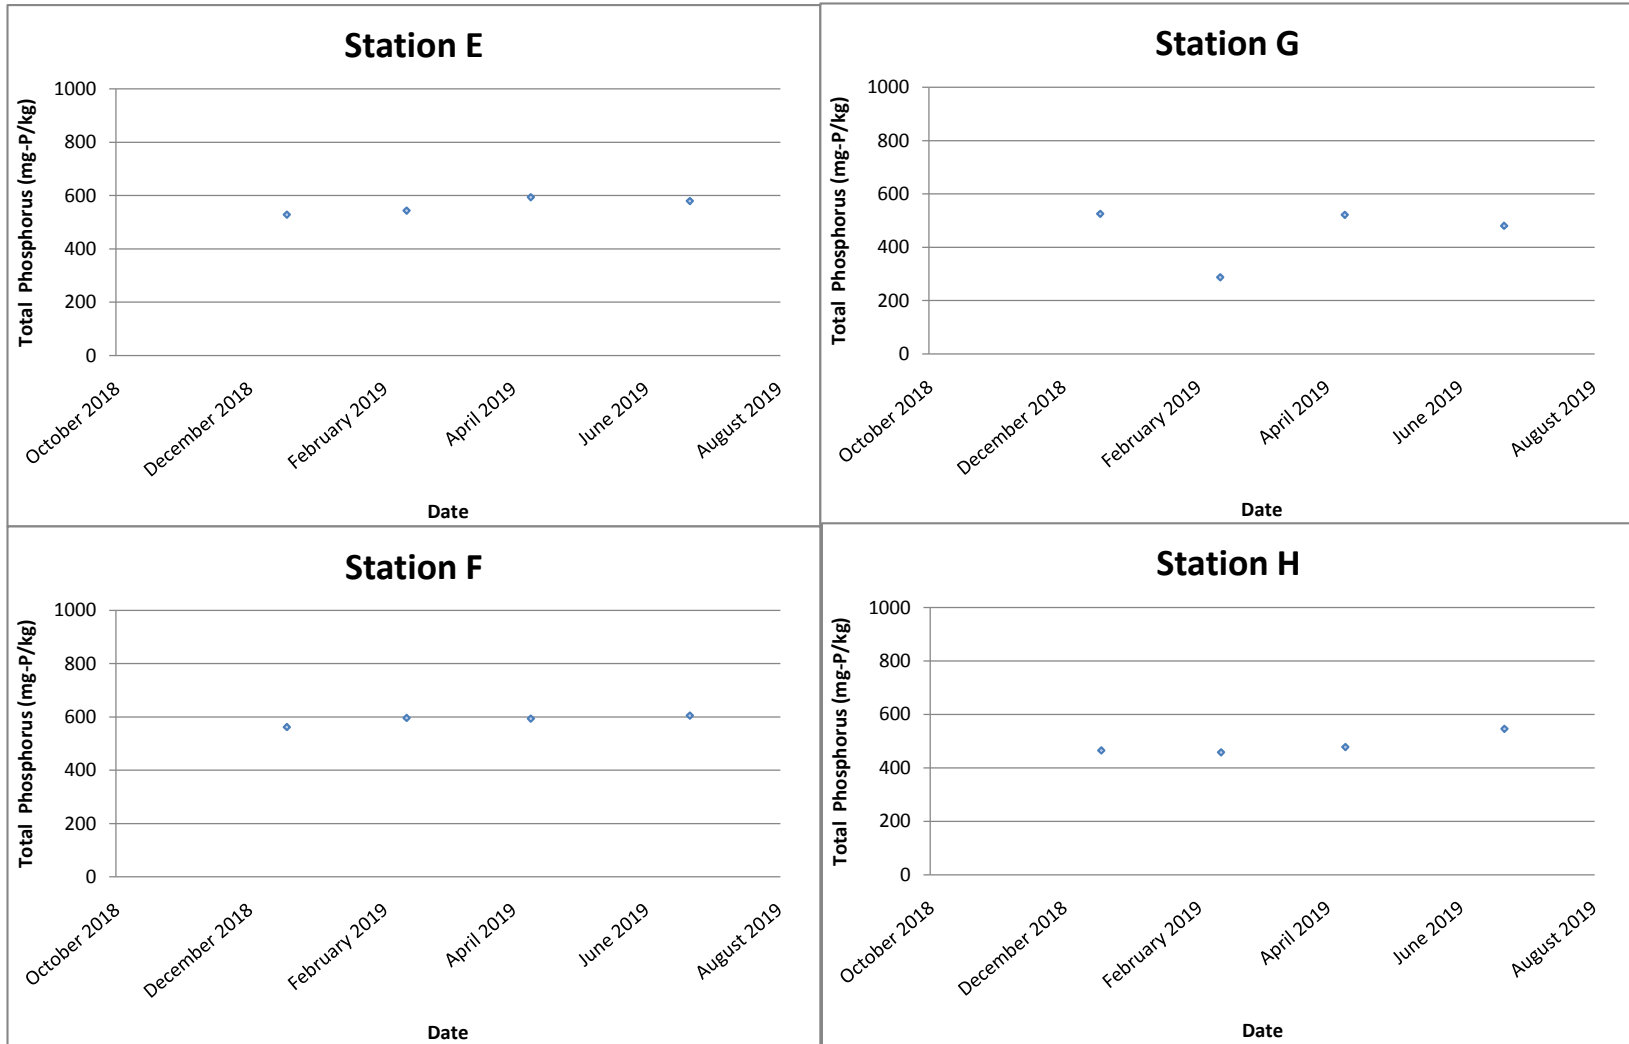 Station E
Total Phosphorus (mg-P/kg)
1000
800
600
400
200
0
October 2018
December 2018
February 2019
April 2019
June 2019
August 2019
Date
Station G
Total Phosphorus (mg-P/kg)
1000
800
600
400
200
0
October 2018
December 2018
February 2019
April 2019
June 2019
August 2019
Date
Station F
Total Phosphorus (mg-P/kg)
1000
800
600
400
200
0
October 2018
December 2018
February 2019
April 2019
June 2019
August 2019
Date
Station H
Total Phosphorus (mg-P/kg)
1000
800
600
400
200
0
October 2018
December 2018
February 2019
April 2019
June 2019
August 2019
Date